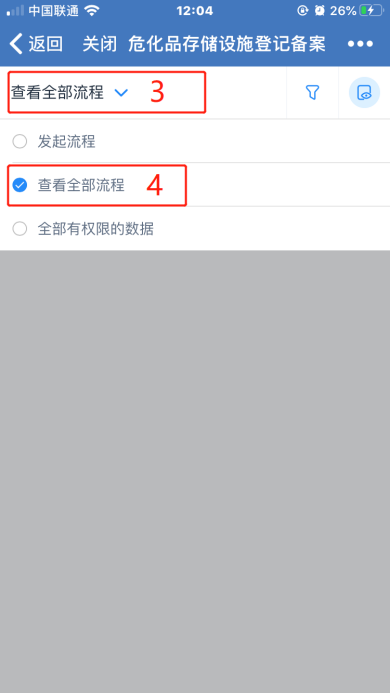 中国联通 12:04 26%
返回 关闭 危化品存储设施登记备案
查看全部流程 3
发起流程
查看全部流程 4
全部有权限的数据